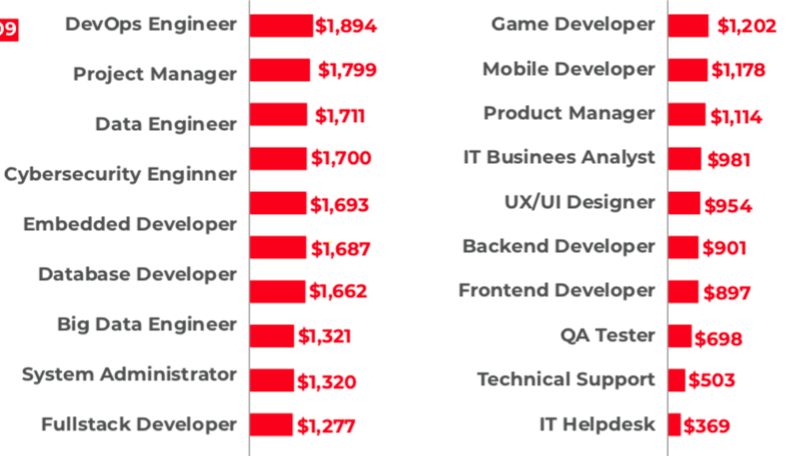 DevOps Engineer
Project Manager
Data Engineer
Cybersecurity Enginner
Embedded Developer
Database Developer
Big Data Engineer
System Administrator
Fullstack Developer
$1,894
$1,799
$1,711
$1,700
$1,693
$1,687
$1,662
$1,321
$1,320
$1,277
Game Developer $1,202
Mobile Developer $1,178
Product Manager $1,114
IT Businees Analyst $981
UX/UI Designer $954
Backend Developer $901
Frontend Developer $897
QA Tester $698
Technical Support $503
IT Helpdesk $369